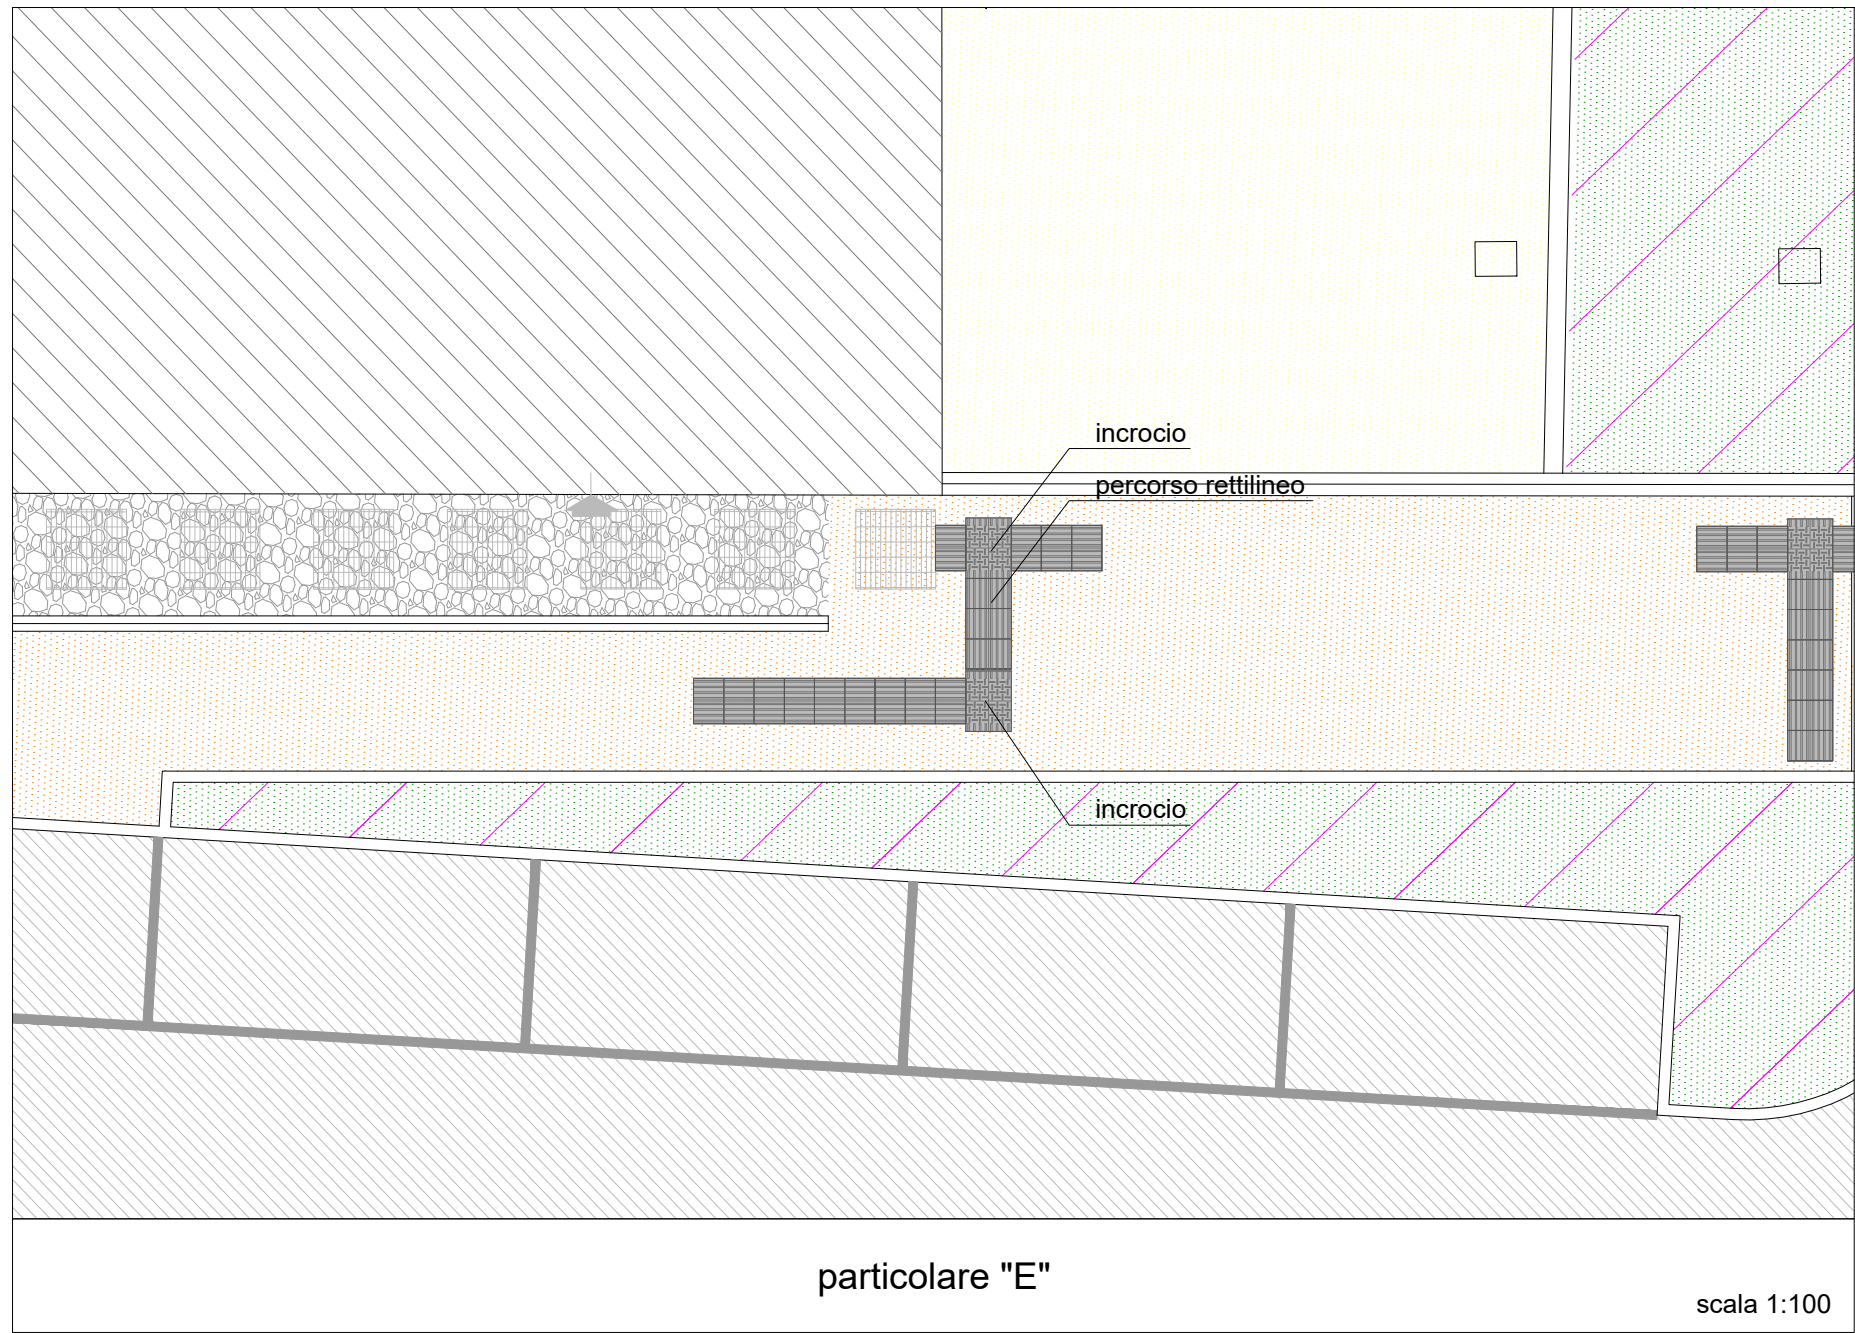 incrocio
percorso rettilineo
incrocio
particolare "E"
scala 1:100